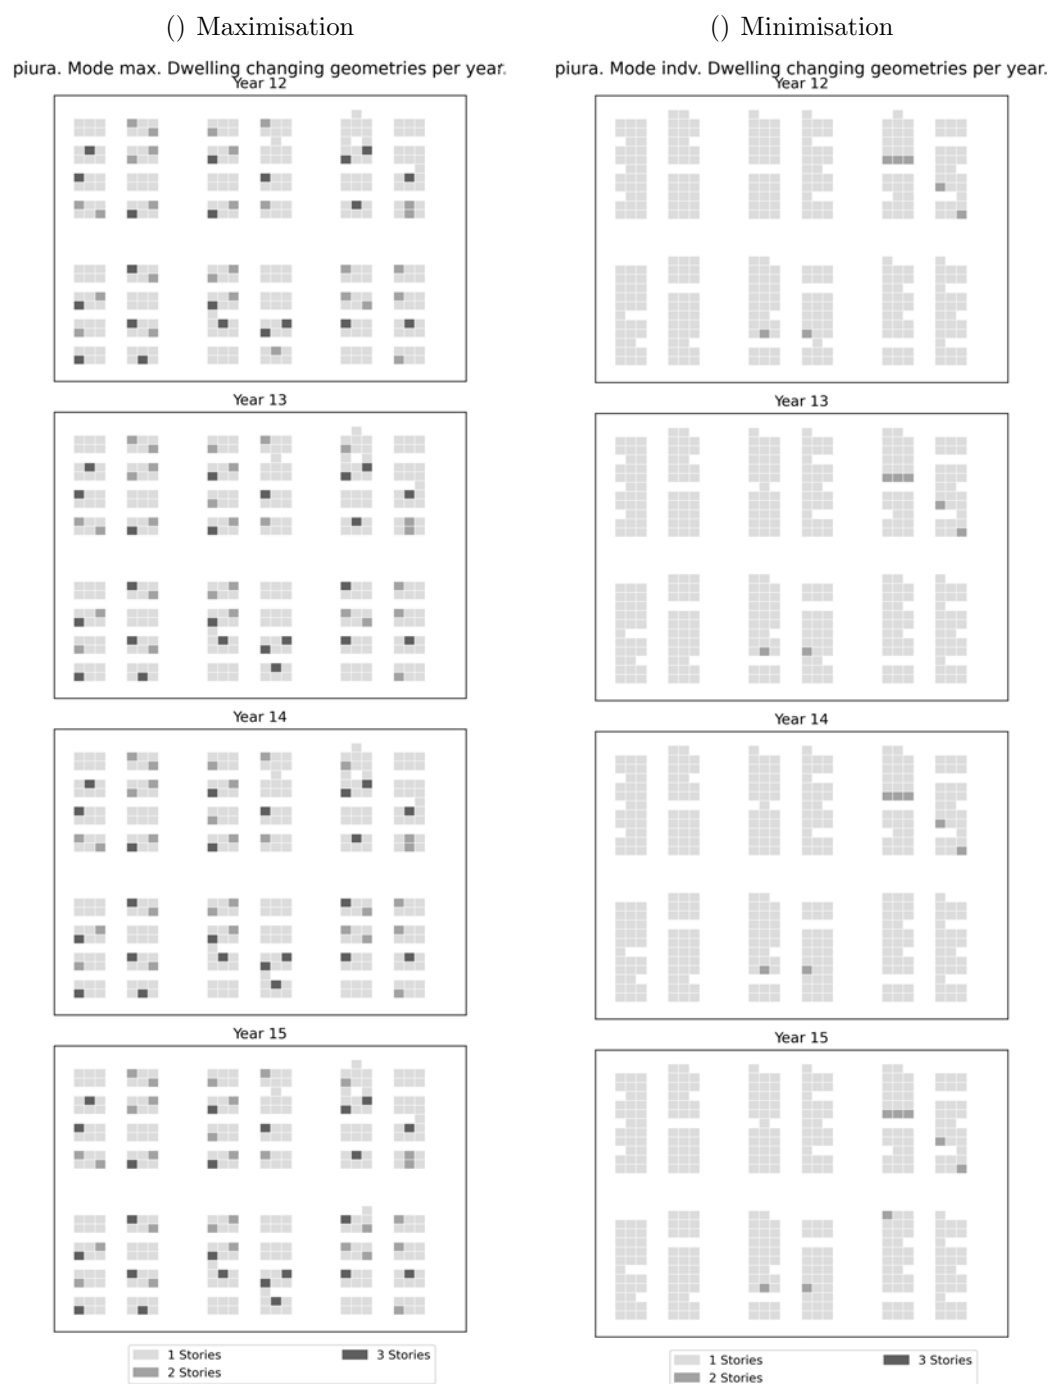 () Maximisation
piura. Mode max. Dwelling changing geometries per year.
Year 12
Year 13
Year 14
Year 15
1 Stories
2 Stories
3 Stories
() Minimisation
piura. Mode indv. Dwelling changing geometries per year.
Year 12
Year 13
Year 14
Year 15
1 Stories
2 Stories
3 Stories